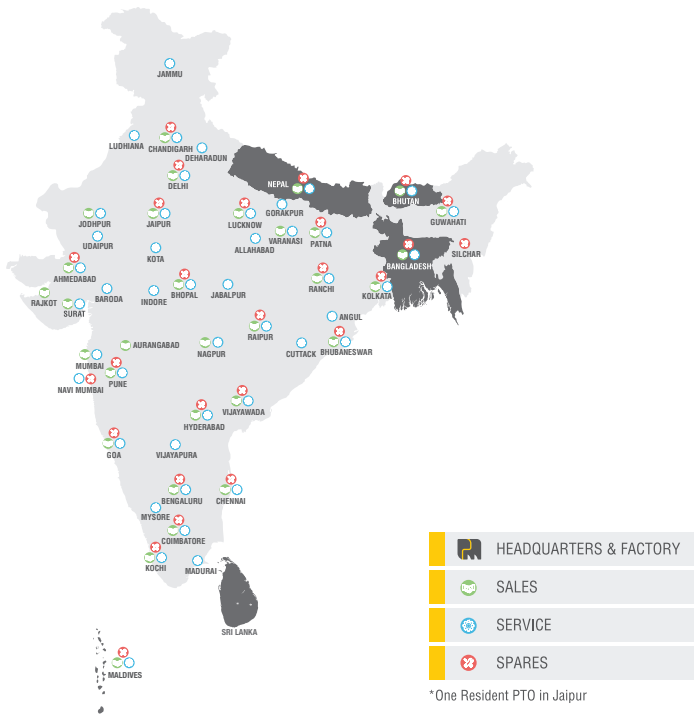 JAMMU
LUDHIANA
CHANDIGARH
DEHARADUN
DELHI
NEPAL
BHUTAN
JODHPUR
JAIPUR
LUCKNOW
GORAKPUR
GUWAHATI
UDAIPUR
KOTA
ALLAHABAD
VARANASI
PATNA
SILCHAR
AHMEDABAD
BANGLADESH
RAJKOT
SURAT
BARODA
INDORE
BHOPAL
JABALPUR
RANCHI
KOLKATA
ANGUL
AURANGABAD
NAGPUR
RAIPUR
CUTTACK
BHUBANESWAR
MUMBAI
NAVI MUMBAI
PUNE
HYDERABAD
VIJAYAWADA
GOA
VIJAYAPURA
BENGALURU
CHENNAI
MYSORE
COIMBATORE
KOCHI
MADURAI
SRI LANKA
MALDIVES
HEADQUARTERS & FACTORY
SALES
SERVICE
SPARES
*One Resident PTO in Jaipur